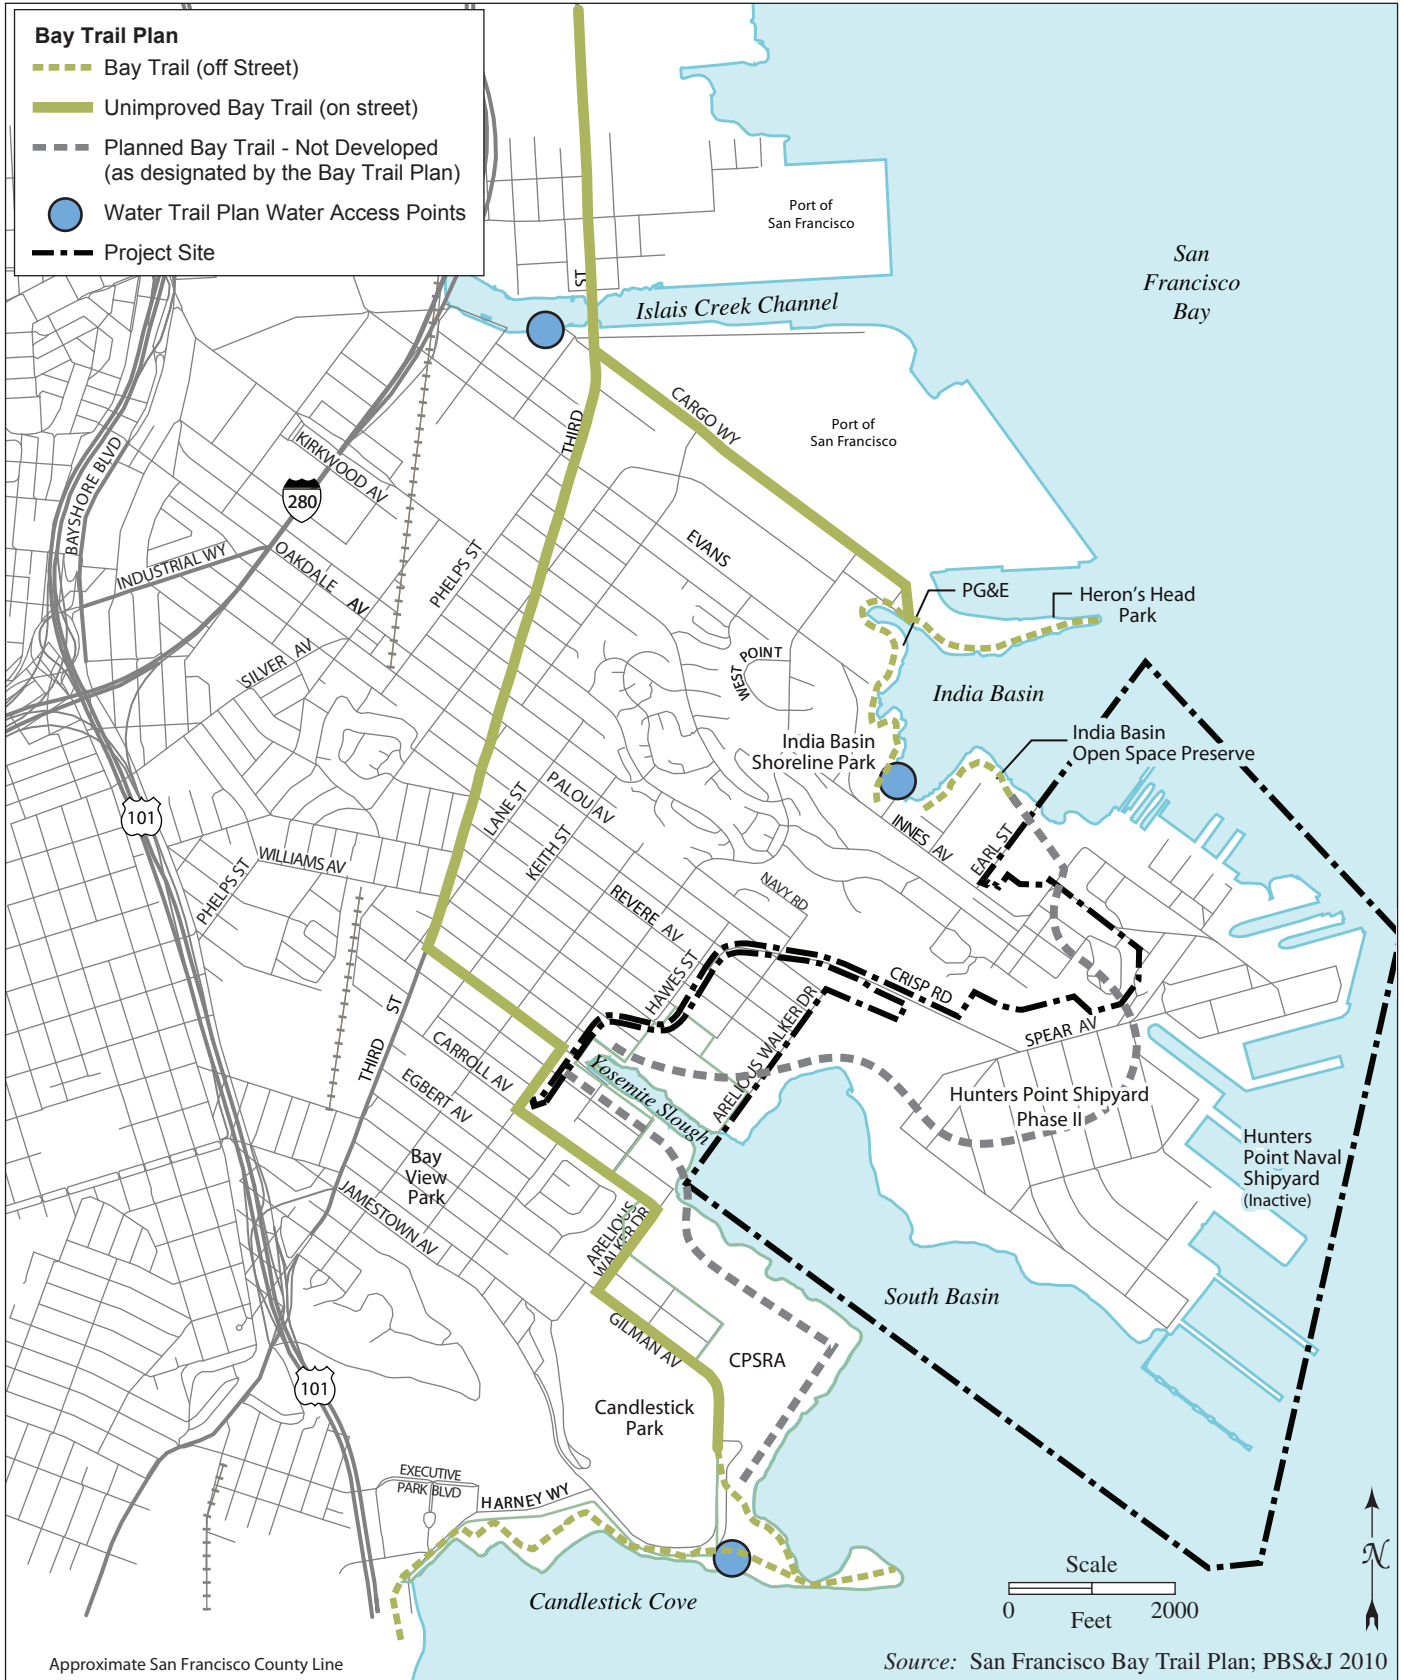 Bay Trail Plan
Bay Trail (off Street)
Unimproved Bay Trail (on street)
Planned Bay Trail - Not Developed
(as designated by the Bay Trail Plan)
Water Trail Plan Water Access Points
Project Site
Port of
San Francisco
San
Francisco
Bay
ST
Islais Creek Channel
CARGO WY
THIRD
Port of
San Francisco
KIRKWOOD AV
BAYSHORE BLVD
280
EVANS
INDUSTRIAL WY
OAKDALE AV
PHELPS ST
PG&E
Heron's Head
Park
SILVER AV
WEST POINT
India Basin
India Basin
Shoreline Park
India Basin
Open Space Preserve
PALOU AV
LANE ST
101
KEITH ST
INNES AV
EARL ST
WILLIAMS AV
PHELPS ST
NAVY RD
REVERE AV
HAWES ST
CRISP RD
ARELIOUS WALKER DR
SPEAR AV
THIRD ST
CARROLL AV
EGBERT AV
Yosemite Slough
Hunters Point Shipyard
Phase II
Hunters
Point Naval
Shipyard
(Inactive)
Bay
View
Park
JAMESTOWN AV
ARELIOUS
WALKER DR
South Basin
GILMAN AV
CPSRA
101
Candlestick
Park
EXECUTIVE
PARK BLVD
HARNEY WY
N
Scale
0 2000
Feet
Candlestick Cove
Approximate San Francisco County Line
Source: San Francisco Bay Trail Plan; PBS&J 2010